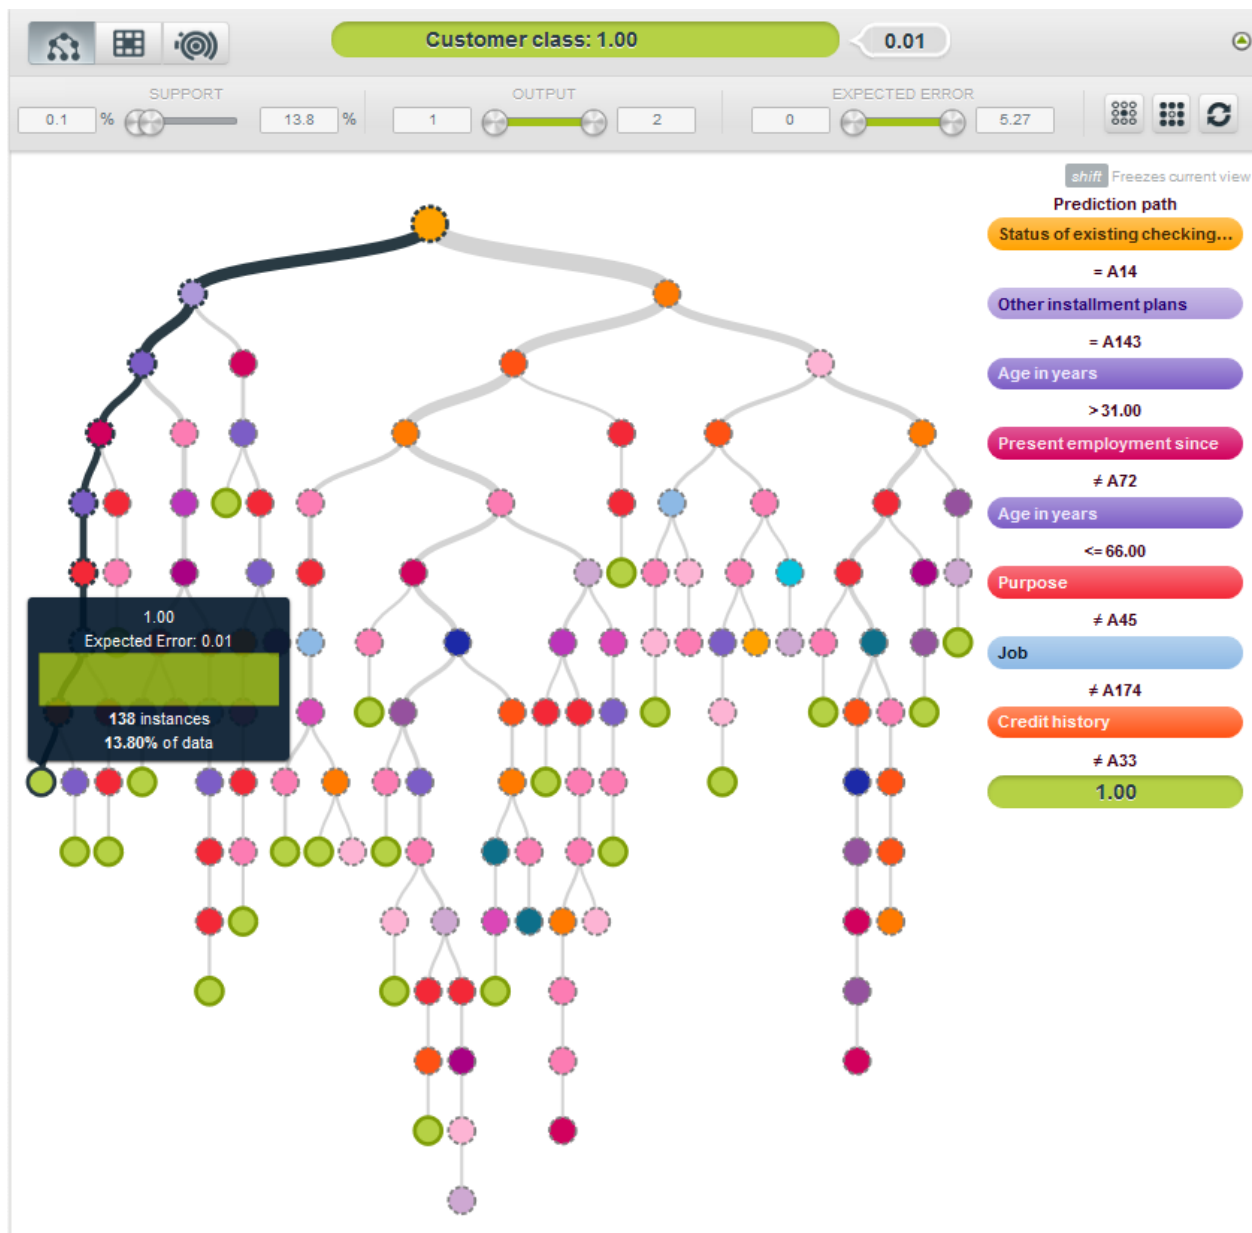 Customer class: 1.00
0.01
SUPPORT
OUTPUT
EXPECTED ERROR
0.1 %
13.8 %
1
2
0
5.27
shift Freezes current view
Prediction path
Status of existing checking...
= A14
Other installment plans
= A143
Age in years
> 31.00
Present employment since
≠ A72
Age in years
<= 66.00
Purpose
≠ A45
Job
≠ A174
Credit history
≠ A33
1.00
1.00
Expected Error: 0.01
138 instances
13.80% of data